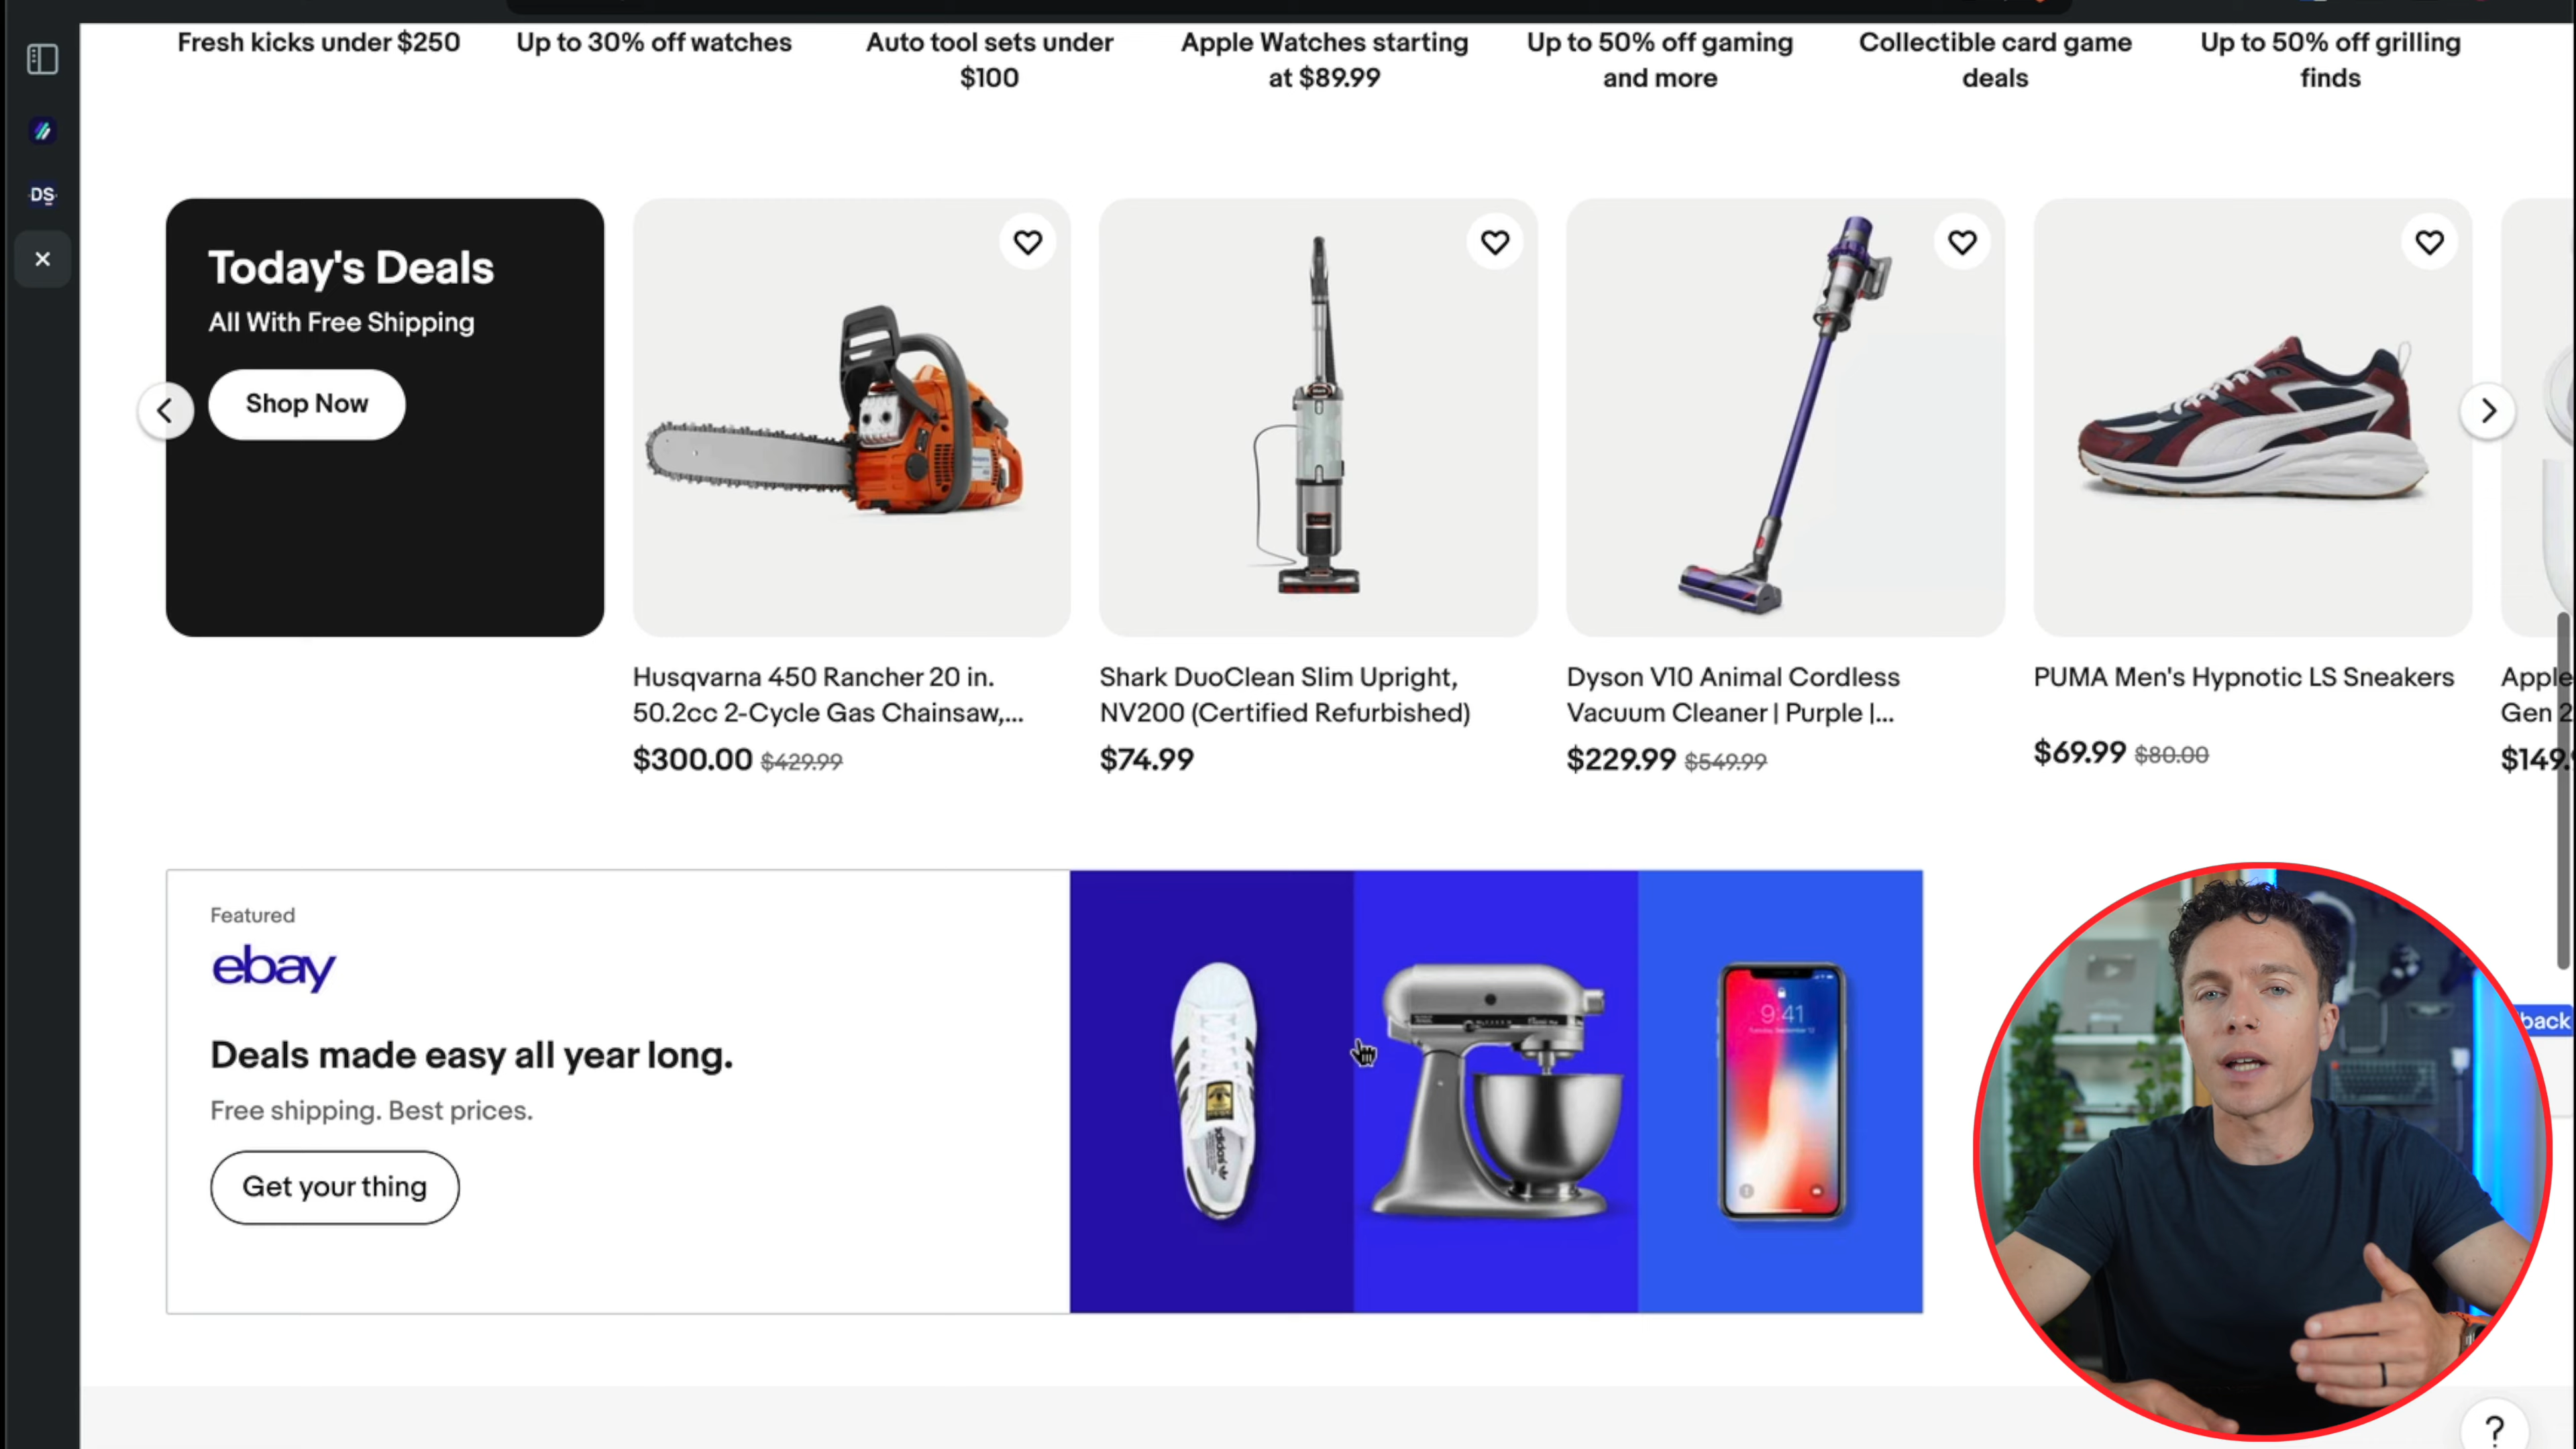 Fresh kicks under $250
Up to 30% off watches
Auto tool sets under
$100
Apple Watches starting
at $89.99
Up to 50% off gaming
and more
Collectible card game
deals
Up to 50% off grilling
finds
DS
Today's Deals
All With Free Shipping
Shop Now
Husqvarna 450 Rancher 20 in.
50.2cc 2-Cycle Gas Chainsaw,...
$300.00 $429.99
Shark DuoClean Slim Upright,
NV200 (Certified Refurbished)
$74.99
Dyson V10 Animal Cordless
Vacuum Cleaner | Purple |...
$229.99 $549.99
PUMA Men's Hypnotic LS Sneakers
$69.99 $80.00
Apple
Gen 2
$149.
Featured
ebay
Deals made easy all year long.
Free shipping. Best prices.
Get your thing
adidas
9:41
back
?